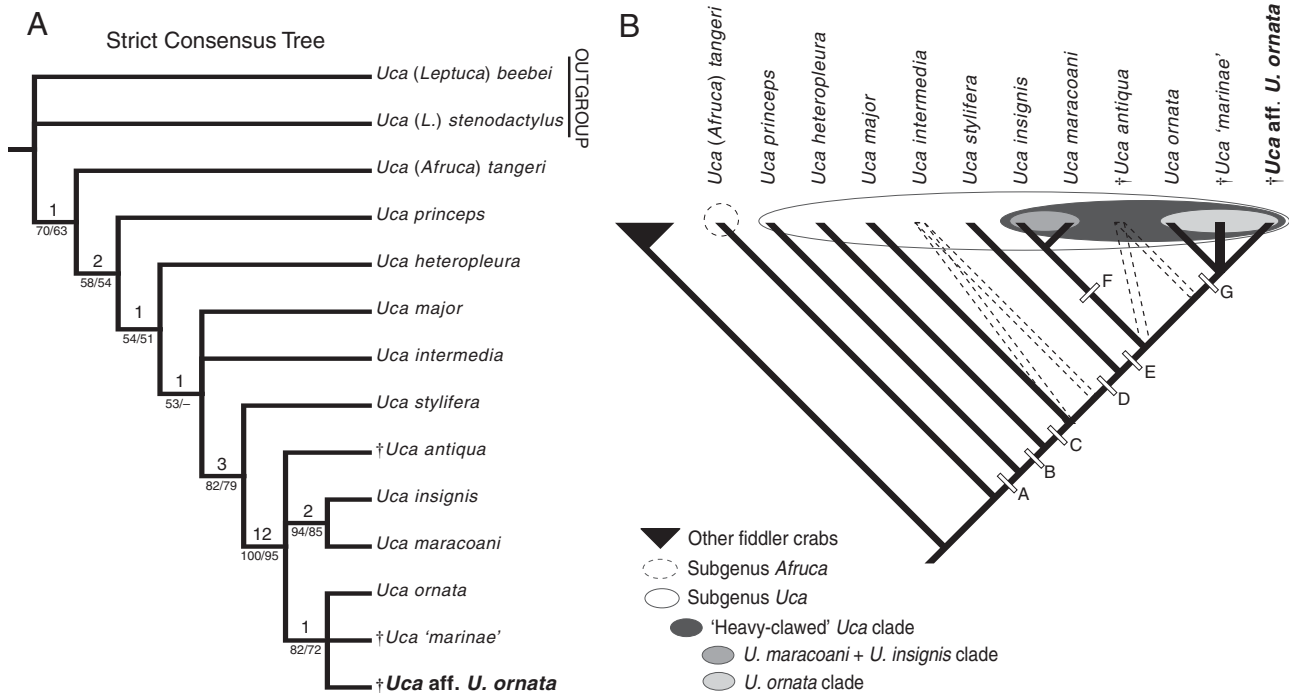 A
Strict Consensus Tree
Uca (Leptuca) beebei
Uca (L.) stenodactylus
OUTGROUP
Uca (Afruca) tangeri
1
70/63
Uca princeps
2
58/54
Uca heteropleura
1
54/51
Uca major
Uca intermedia
1
53/–
Uca stylifera
3
82/79
†Uca antiqua
12
100/95
Uca insignis
2
94/85
Uca maracoani
Uca ornata
1
82/72
†Uca ‘marinae’
†Uca aff. U. ornata
B
Uca (Afruca) tangeri
Uca princeps
Uca heteropleura
Uca major
Uca intermedia
Uca stylifera
Uca insignis
Uca maracoani
†Uca antiqua
Uca ornata
†Uca ‘marinae’
†Uca aff. U. ornata
F
G
E
D
C
B
A
Other fiddler crabs
Subgenus Afruca
Subgenus Uca
‘Heavy-clawed’ Uca clade
U. maracoani + U. insignis clade
U. ornata clade